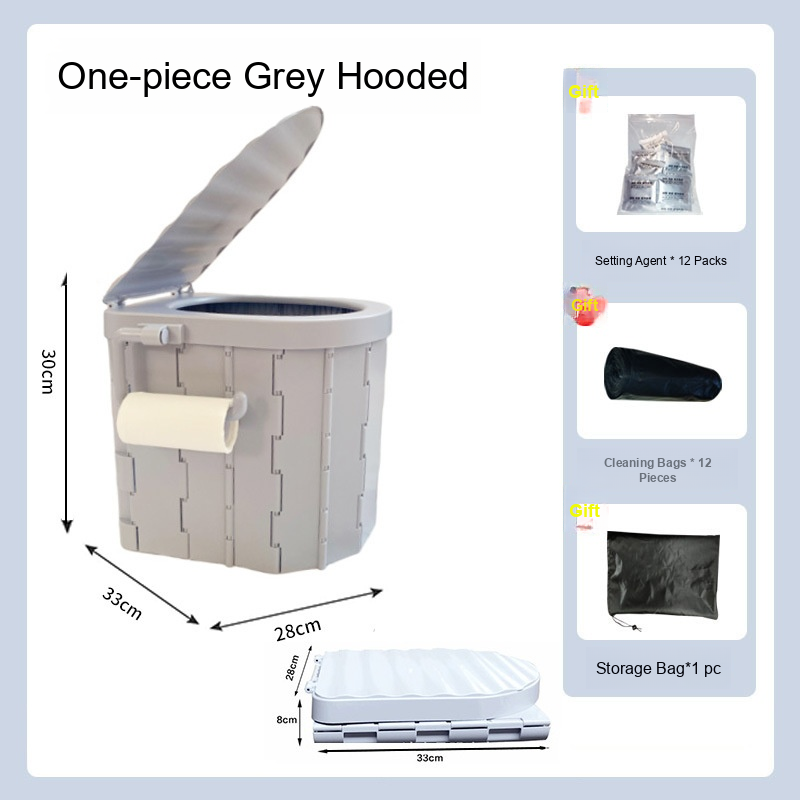 One-piece Grey Hooded
Gift
Setting Agent * 12 Packs
Gift
Cleaning Bags * 12
Pieces
Gift
Storage Bag*1 pc
30cm
33cm
28cm
28cm
8cm
33cm